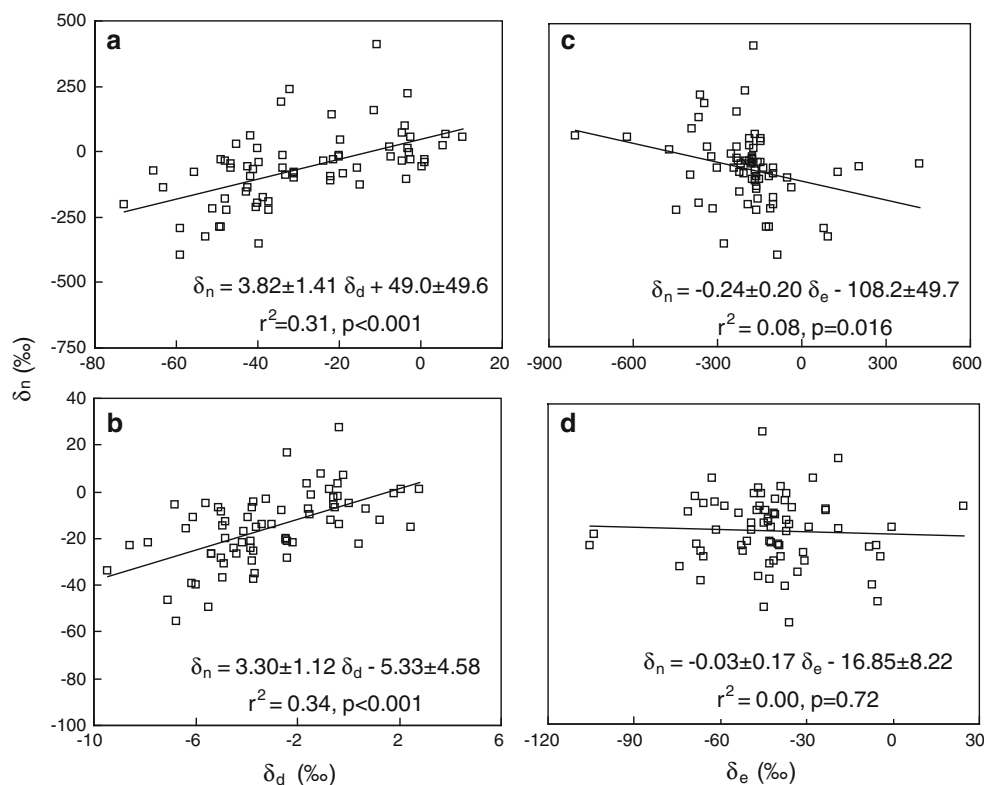 a
500
250
0
-250
-500
-750
δn = 3.82±1.41 δd + 49.0±49.6
r²=0.31, p<0.001
-80 -60 -40 -20 0 20
c
δn = -0.24±0.20 δe - 108.2±49.7
r² = 0.08, p=0.016
-900 -600 -300 0 300 600
δn (‰)
b
40
20
0
-20
-40
-60
-80
-100
δn = 3.30±1.12 δd - 5.33±4.58
r² = 0.34, p<0.001
-10 -6 -2 2 6
δd (‰)
d
δn = -0.03±0.17 δe - 16.85±8.22
r² = 0.00, p=0.72
-120 -90 -60 -30 0 30
δe (‰)